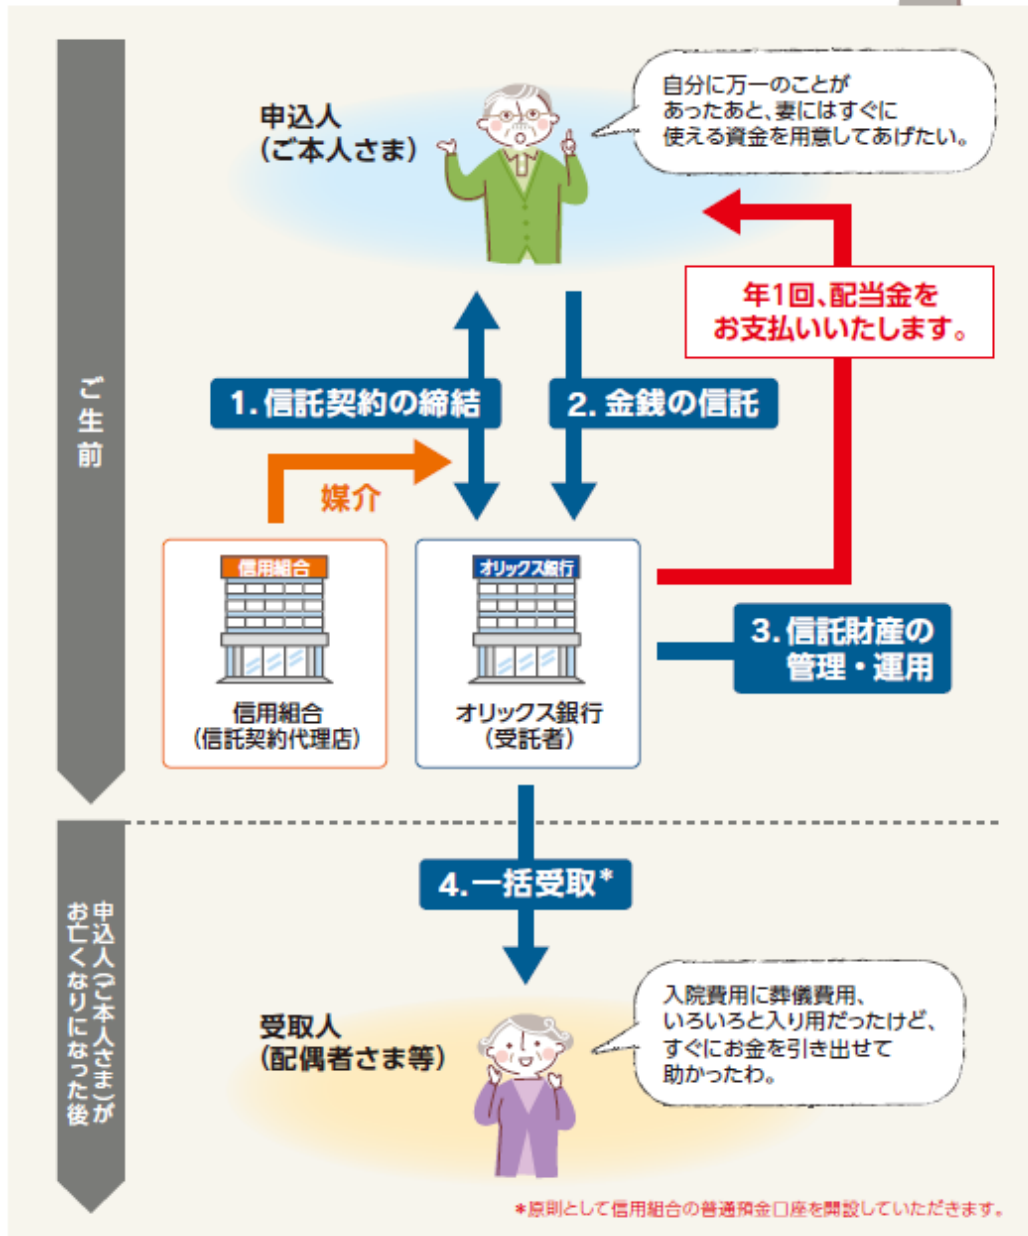 申込人
（ご本人さま）
自分に万一のことが
あったあと、妻にはすぐに
使える資金を用意してあげたい。
年1回、配当金を
お支払いいたします。
ご生前
1. 信託契約の締結
2. 金銭の信託
媒介
信用組合
オリックス銀行
信用組合
（信託契約代理店）
オリックス銀行
（受託者）
3. 信託財産の
管理・運用
4. 一括受取*
申込人（ご本人さま）が
お亡くなりになった後
受取人
（配偶者さま等）
入院費用に葬儀費用、
いろいろと入り用だったけど、
すぐにお金を引き出せて
助かったわ。
*原則として信用組合の普通預金口座を開設していただきます。